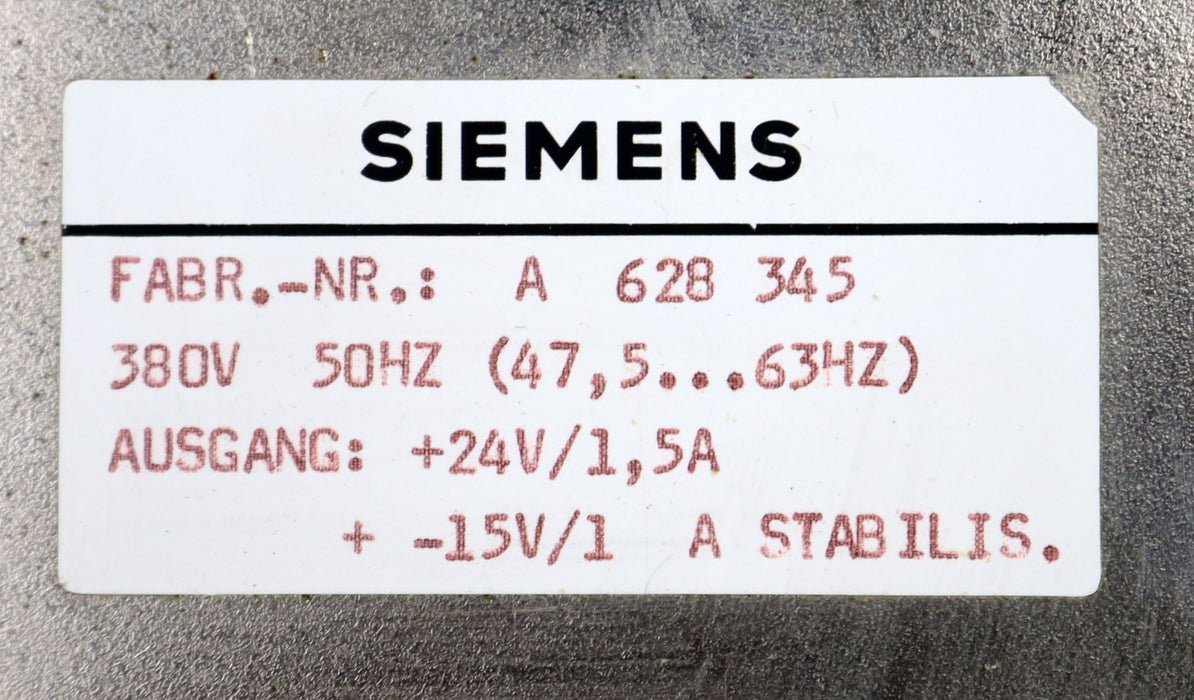 SIEMENS
FABR.-NR.: A 628 345
380V 50HZ (47,5...63HZ)
AUSGANG: +24V/1,5A
+ -15V/1 A STABILIS.